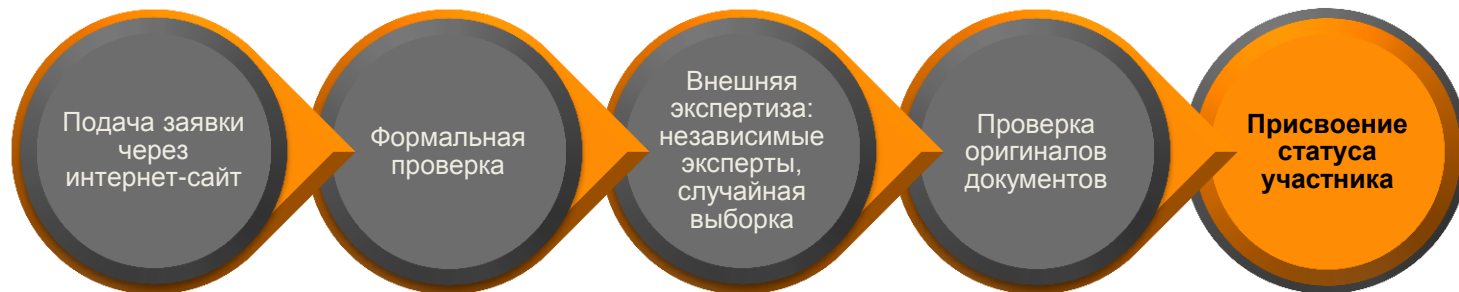 Подача заявки
через
интернет-сайт
Формальная
проверка
Внешняя
экспертиза:
независимые
эксперты,
случайная
выборка
Проверка
оригиналов
документов
Присвоение
статуса
участника